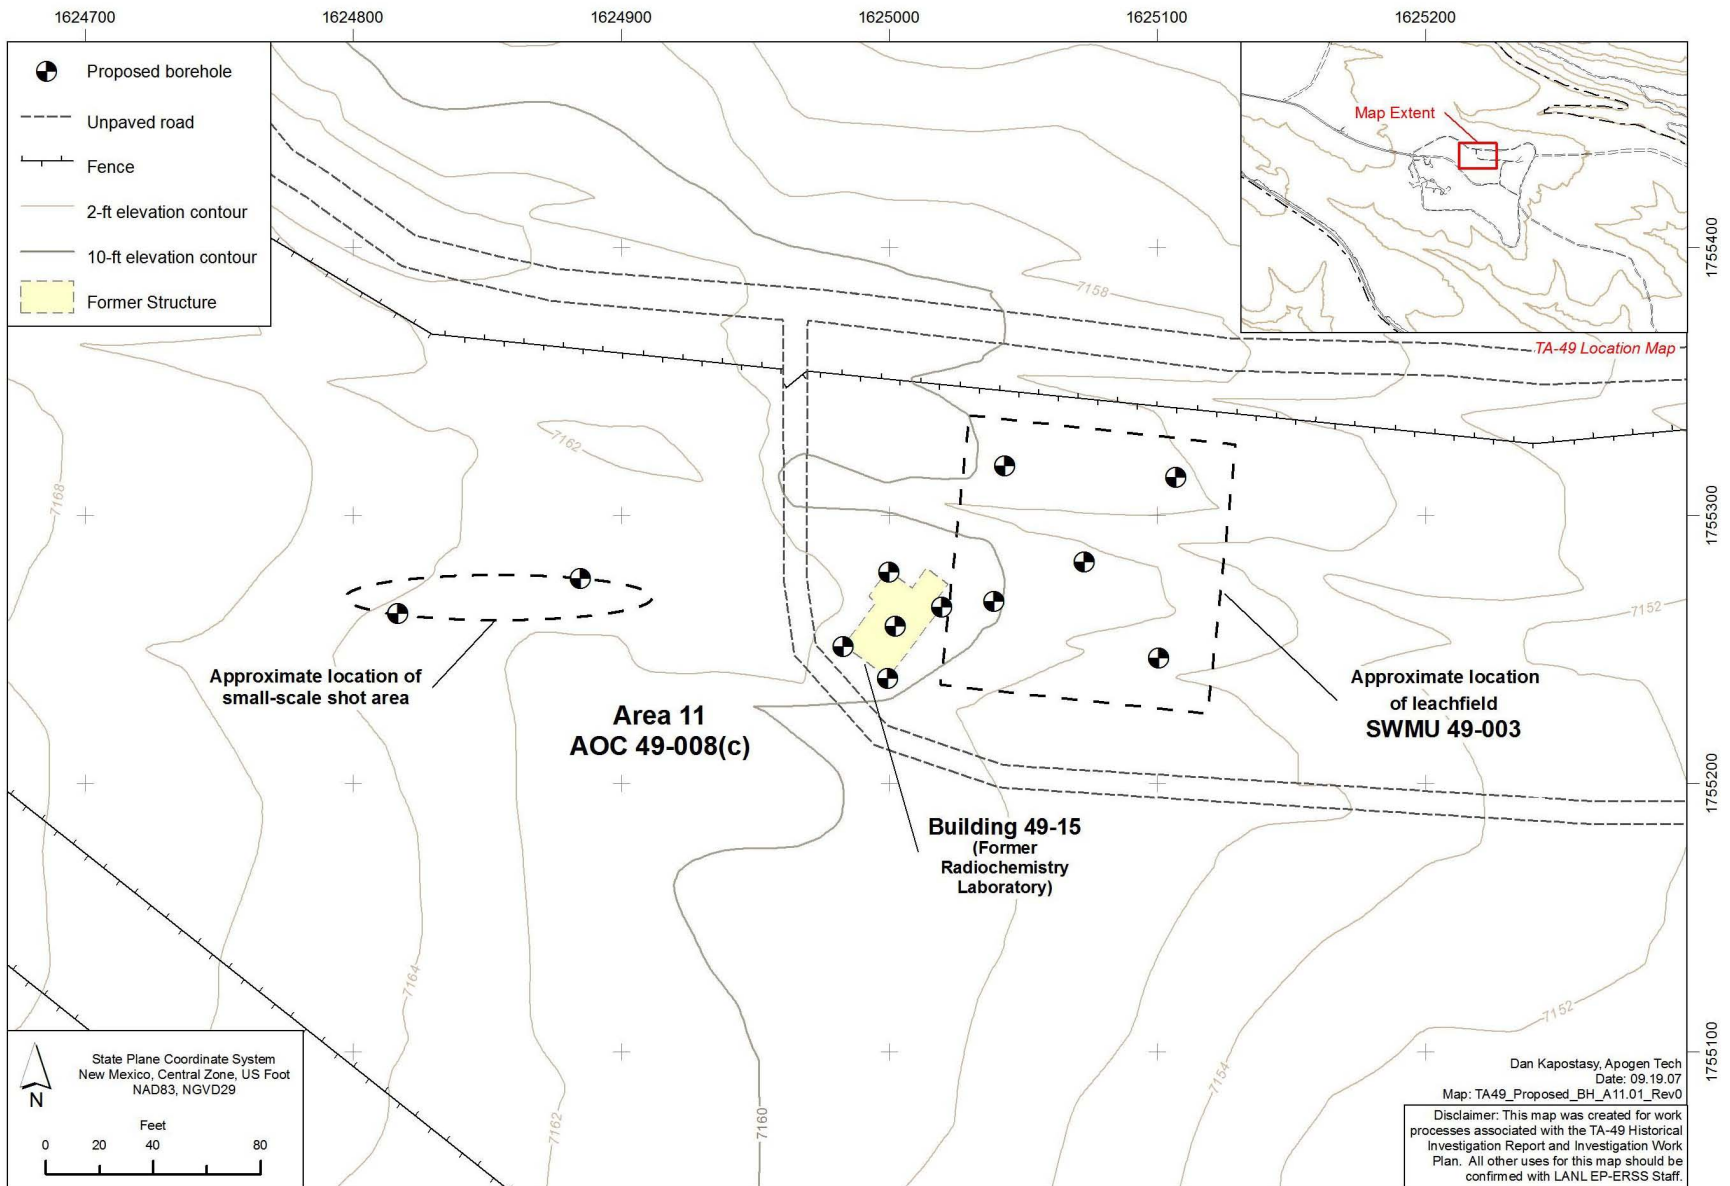 1624700
1624800
1624900
1625000
1625100
1625200
Proposed borehole
Unpaved road
Fence
2-ft elevation contour
10-ft elevation contour
Former Structure
Map Extent
TA-49 Location Map
1755400
1755300
1755200
1755100
7158
7162
7168
7152
Approximate location of
small-scale shot area
Area 11
AOC 49-008(c)
Approximate location
of leachfield
SWMU 49-003
Building 49-15
(Former
Radiochemistry
Laboratory)
7164
7162
7160
7154
7152
State Plane Coordinate System
New Mexico, Central Zone, US Foot
NAD83, NGVD29
N
Feet
0 20 40 80
Dan Kapostasy, Apogen Tech
Date: 09.19.07
Map: TA49_Proposed_BH_A11.01_Rev0
Disclaimer: This map was created for work
processes associated with the TA-49 Historical
Investigation Report and Investigation Work
Plan. All other uses for this map should be
confirmed with LANL EP-ERSS Staff.